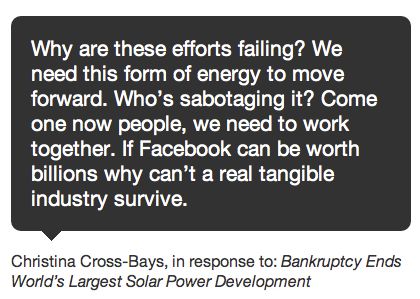 Why are these efforts failing? We
need this form of energy to move
forward. Who's sabotaging it? Come
one now people, we need to work
together. If Facebook can be worth
billions why can't a real tangible
industry survive.
Christina Cross-Bays, in response to: Bankruptcy Ends
World's Largest Solar Power Development